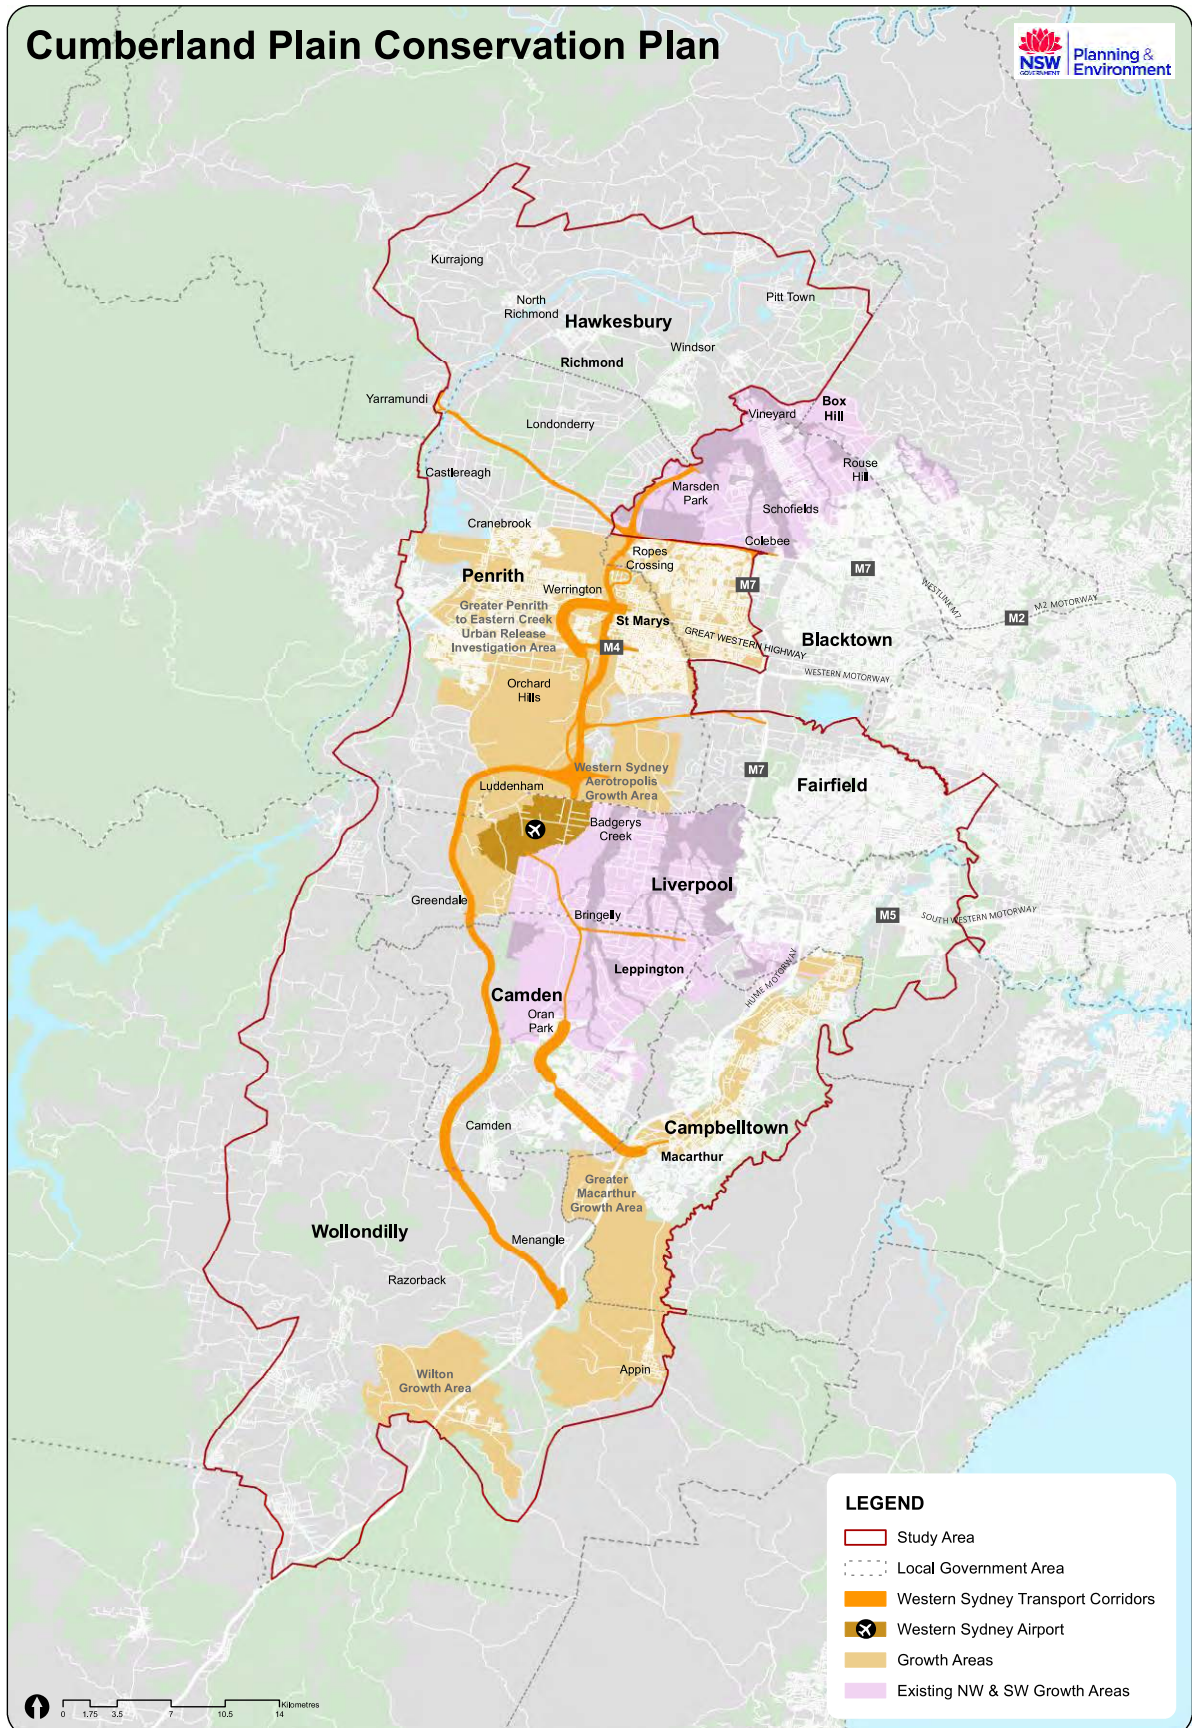 Cumberland Plain Conservation Plan
NSW
GOVERNMENT
Planning &
Environment
Kurrajong
North
Richmond
Pitt Town
Hawkesbury
Windsor
Richmond
Yarramundi
Box
Hill
Vineyard
Londonderry
Rouse
Hill
Castlereagh
Marsden
Park
Schofields
Cranebrook
Colebee
Ropes
Crossing
Penrith
M7
M7
Werrington
WESTLINK M7
M2 MOTORWAY
M2
Greater Penrith
to Eastern Creek
Urban Release
Investigation Area
St Marys
GREAT WESTERN HIGHWAY
Blacktown
M4
WESTERN MOTORWAY
Orchard
Hills
Western Sydney
Aerotropolis
Growth Area
M7
Luddenham
Fairfield
Badgerys
Creek
Liverpool
Greendale
Bringelly
M5
SOUTH WESTERN MOTORWAY
Leppington
HUME MOTORWAY
Camden
Oran
Park
Camden
Campbelltown
Macarthur
Greater
Macarthur
Growth Area
Wollondilly
Menangle
Razorback
Appin
Wilton
Growth Area
LEGEND
Study Area
Local Government Area
Western Sydney Transport Corridors
Western Sydney Airport
Growth Areas
Existing NW & SW Growth Areas
Kilometres
0 1.75 3.5 7 10.5 14